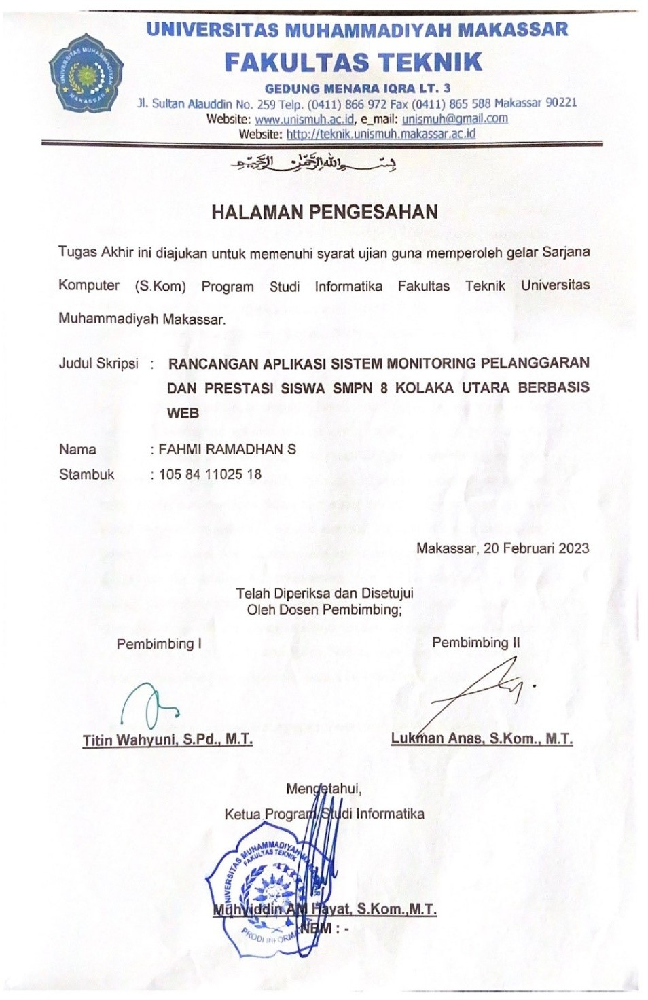 UNIVERSITAS MUHAMMADIYAH MAKASSAR
FAKULTAS TEKNIK
GEDUNG MENARA IQRA LT. 3
Jl. Sultan Alauddin No. 259 Telp. (0411) 866 972 Fax (0411) 865 588 Makassar 90221
Website: www.unismuh.ac.id, e_mail: unismuh@gmail.com
Website: http://teknik.unismuh.makassar.ac.id
UNIVERSITAS MUHAMMADIYAH
MAKASSAR
بِسْــــمِ اللهِ الرَّحْمٰنِ الرَّحِيْمِ
HALAMAN PENGESAHAN
Tugas Akhir ini diajukan untuk memenuhi syarat ujian guna memperoleh gelar Sarjana
Komputer (S.Kom) Program Studi Informatika Fakultas Teknik Universitas
Muhammadiyah Makassar.
Judul Skripsi : RANCANGAN APLIKASI SISTEM MONITORING PELANGGARAN
DAN PRESTASI SISWA SMPN 8 KOLAKA UTARA BERBASIS
WEB
Nama : FAHMI RAMADHAN S
Stambuk : 105 84 11025 18
Makassar, 20 Februari 2023
Telah Diperiksa dan Disetujui
Oleh Dosen Pembimbing;
Pembimbing I Pembimbing II
Titin Wahyuni, S.Pd., M.T. Lukman Anas, S.Kom., M.T.
Mengetahui,
Ketua Program Studi Informatika
UNIVERSITAS MUHAMMADIYAH MAKASSAR
FAKULTAS TEKNIK
Muhyiddin AM Hayat, S.Kom.,M.T.
NBM : -
PRODI INFORMA